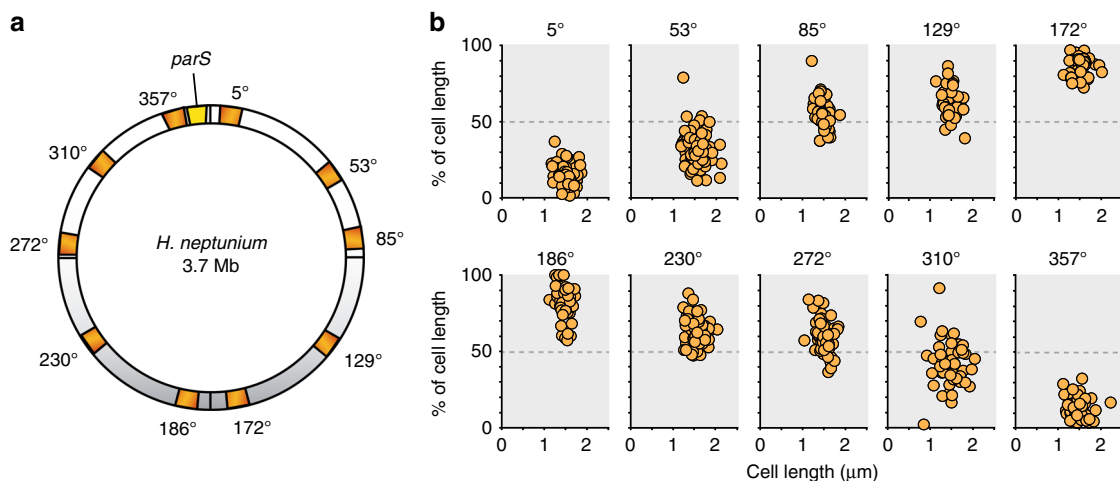 a
parS
357°
5°
310°
53°
272°
85°
H. neptunium
3.7 Mb
230°
129°
186°
172°
b
5°
53°
85°
129°
172°
100
% of cell length
50
0
0 1 2
0 1 2
0 1 2
0 1 2
0 1 2
186°
230°
272°
310°
357°
100
% of cell length
50
0
0 1 2
0 1 2
0 1 2
0 1 2
0 1 2
Cell length (μm)